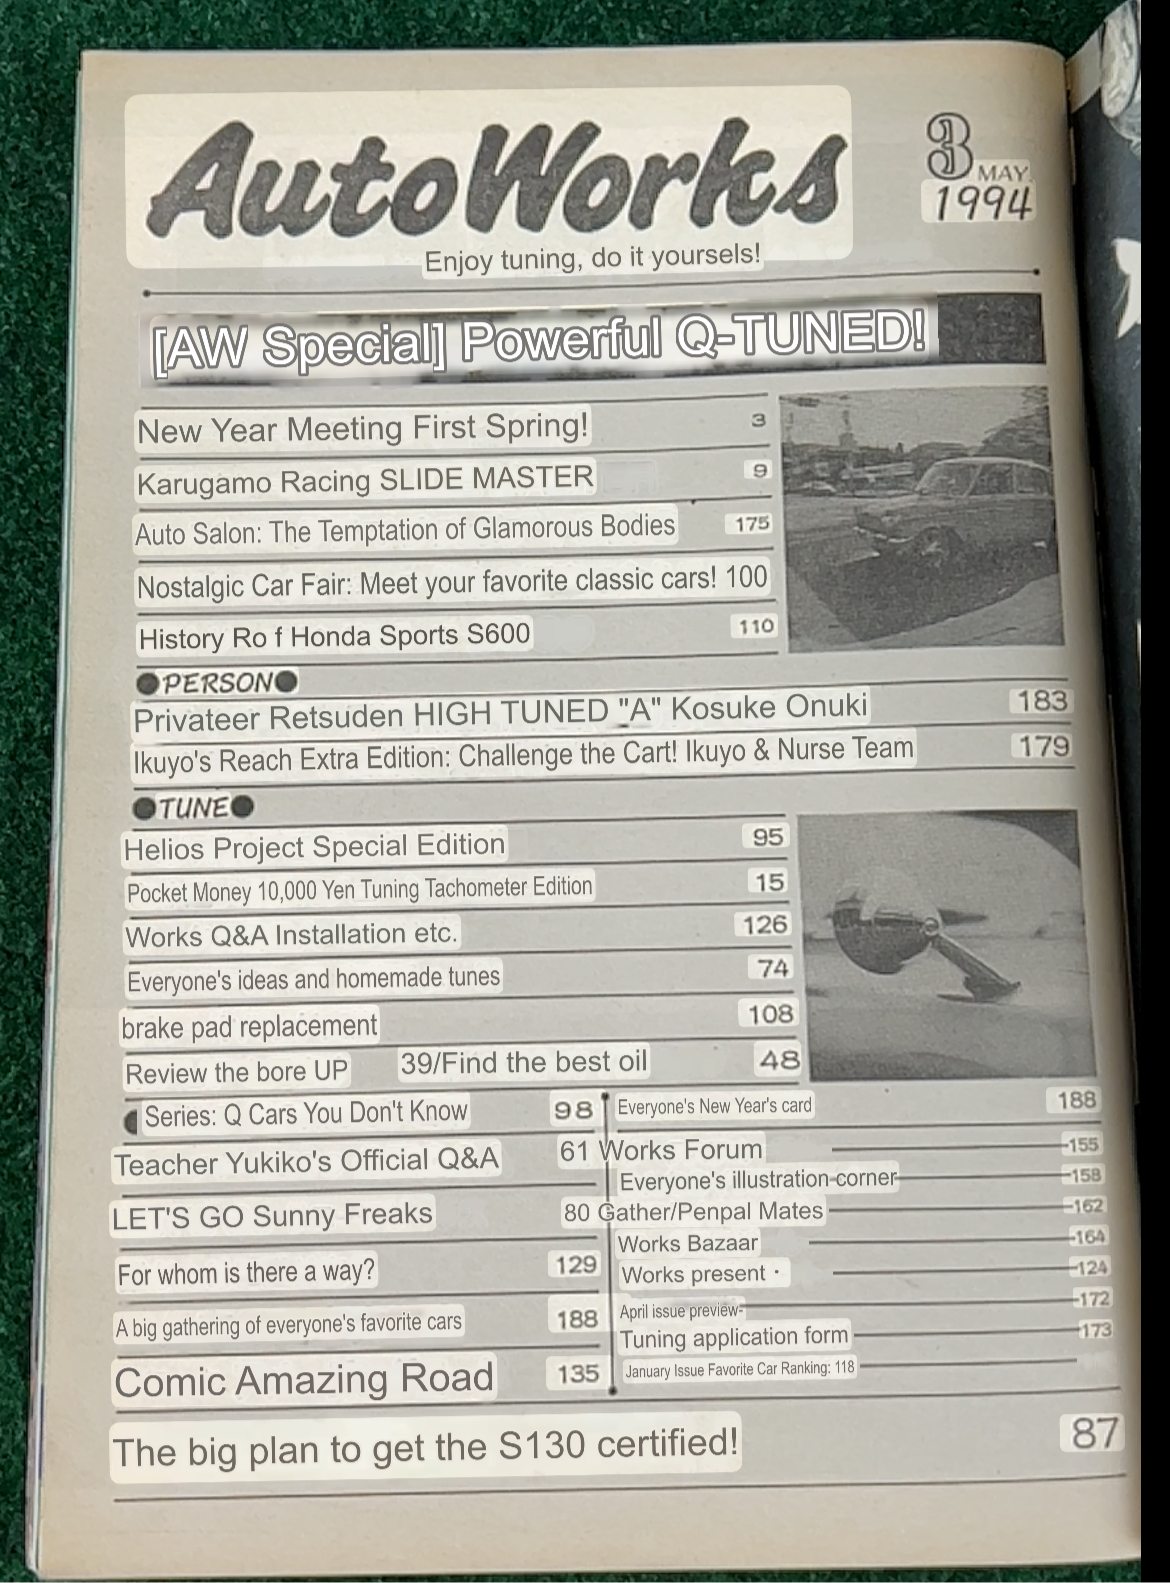 AutoWorks
3 MAY.
1994
Enjoy tuning, do it yoursels!
[AW Special] Powerful Q-TUNED!
New Year Meeting First Spring! 3
Karugamo Racing SLIDE MASTER 9
Auto Salon: The Temptation of Glamorous Bodies 175
Nostalgic Car Fair: Meet your favorite classic cars! 100
History Ro f Honda Sports S600 110
●PERSON●
Privateer Retsuden HIGH TUNED "A" Kosuke Onuki 183
Ikuyo's Reach Extra Edition: Challenge the Cart! Ikuyo & Nurse Team 179
●TUNE●
Helios Project Special Edition 95
Pocket Money 10,000 Yen Tuning Tachometer Edition 15
Works Q&A Installation etc. 126
Everyone's ideas and homemade tunes 74
brake pad replacement 108
Review the bore UP 39/Find the best oil 48
Series: Q Cars You Don't Know 98
Teacher Yukiko's Official Q&A 61
LET'S GO Sunny Freaks 80
For whom is there a way? 129
A big gathering of everyone's favorite cars 188
Comic Amazing Road 135
Everyone's New Year's card 188
Works Forum 155
Everyone's illustration corner 158
Gather/Penpal Mates 162
Works Bazaar 164
Works present · 124
April issue preview 172
Tuning application form 173
January Issue Favorite Car Ranking: 118
The big plan to get the S130 certified! 87